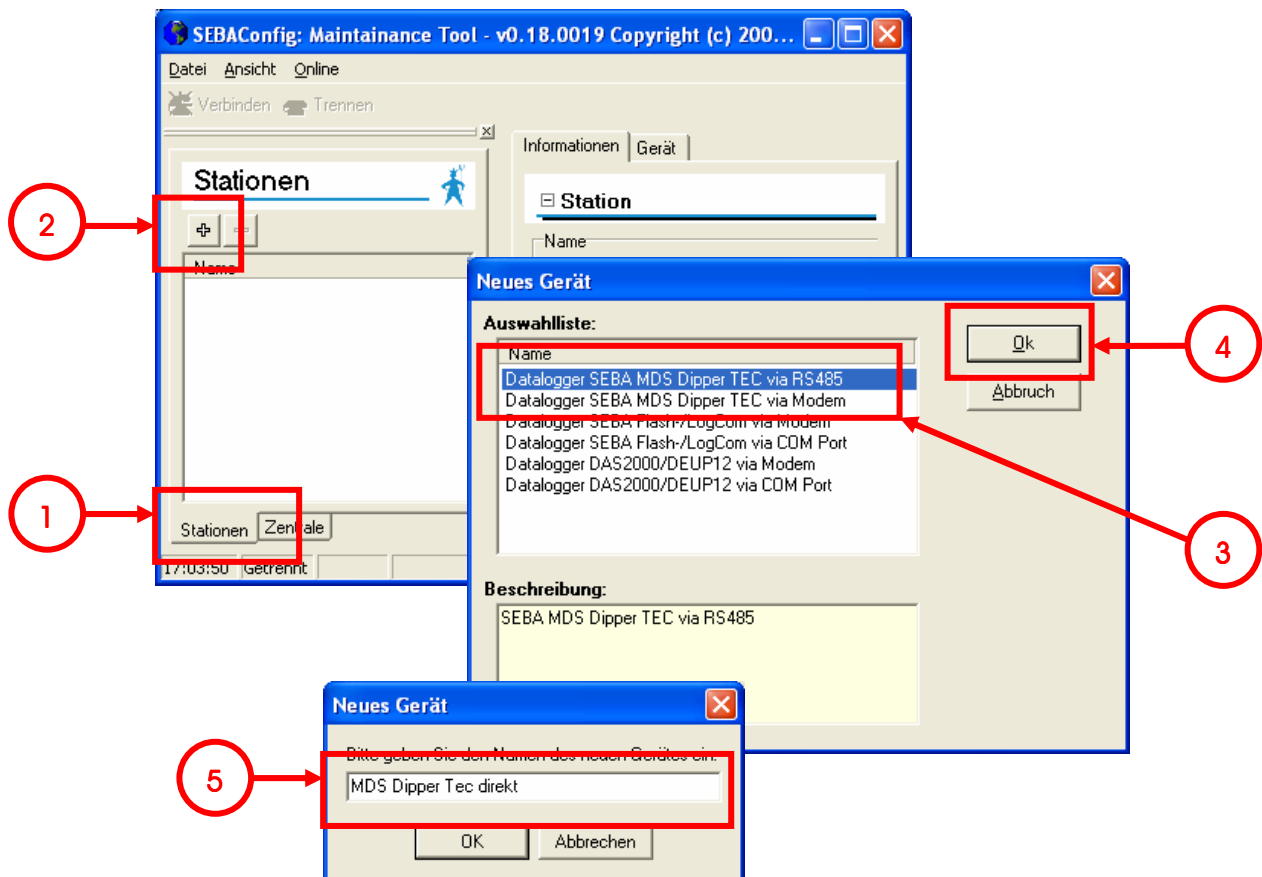 SEBAConfig: Maintainance Tool - v0.18.0019 Copyright (c) 200...
Datei Ansicht Online
Verbinden Trennen
Informationen Gerät
Stationen
Station
Name
2
Name
Stationen Zentrale
1
17:03:50 Getrennt
Neues Gerät
Auswahlliste:
Name
Datalogger SEBA MDS Dipper TEC via RS485
Datalogger SEBA MDS Dipper TEC via Modem
Datalogger SEBA Flash-/LogCom via Modem
Datalogger SEBA Flash-/LogCom via COM Port
Datalogger DAS2000/DEUP12 via Modem
Datalogger DAS2000/DEUP12 via COM Port
Ok
Abbruch
4
3
Beschreibung:
SEBA MDS Dipper TEC via RS485
Neues Gerät
Bitte geben Sie den Namen des neuen Gerätes ein:
MDS Dipper Tec direkt
5
OK Abbrechen